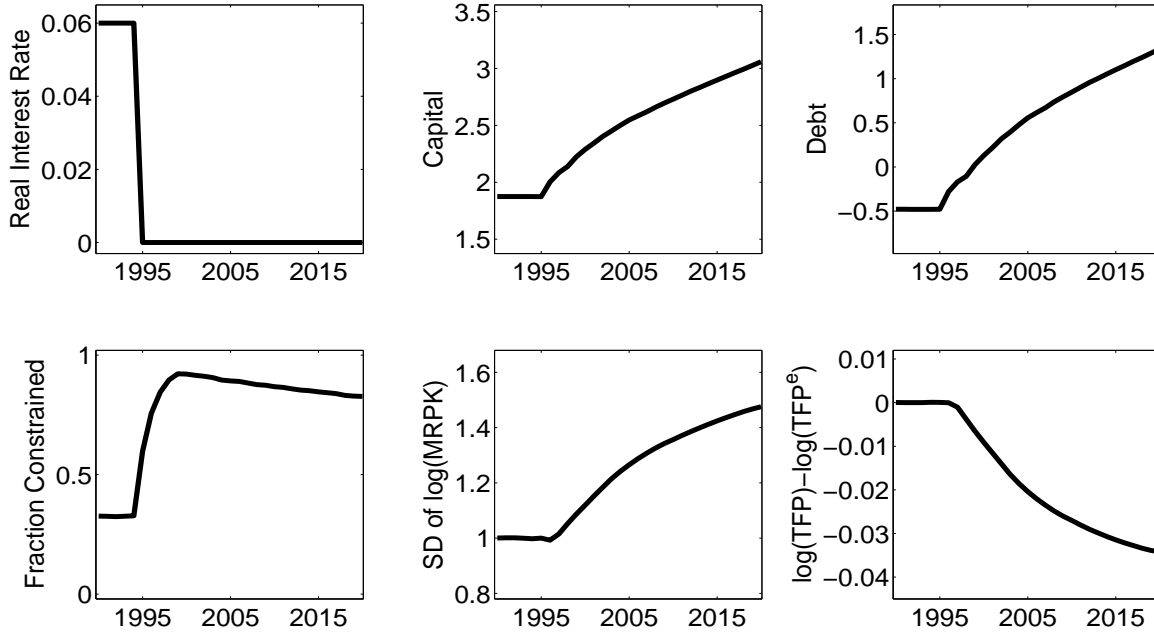 Real Interest Rate
0.06
0.04
0.02
0
1995 2005 2015
Capital
3.5
3
2.5
2
1.5
1995 2005 2015
Debt
1.5
1
0.5
0
−0.5
1995 2005 2015
Fraction Constrained
1
0.5
0
1995 2005 2015
SD of log(MRPK)
1.6
1.4
1.2
1
0.8
1995 2005 2015
log(TFP)−log(TFPᵉ)
0.01
0
−0.01
−0.02
−0.03
−0.04
1995 2005 2015